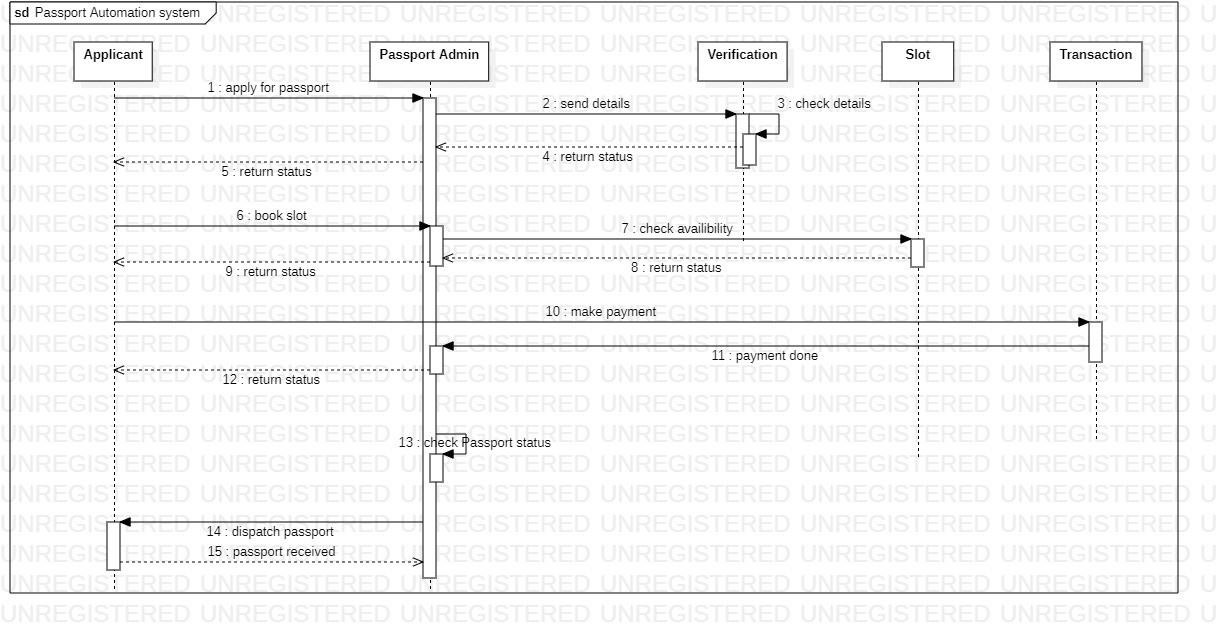 sd Passport Automation system
Applicant
Passport Admin
Verification
Slot
Transaction
1 : apply for passport
2 : send details
3 : check details
4 : return status
5 : return status
6 : book slot
7 : check availibility
8 : return status
9 : return status
10 : make payment
11 : payment done
12 : return status
13 : check Passport status
14 : dispatch passport
15 : passport received
UNREGISTERED